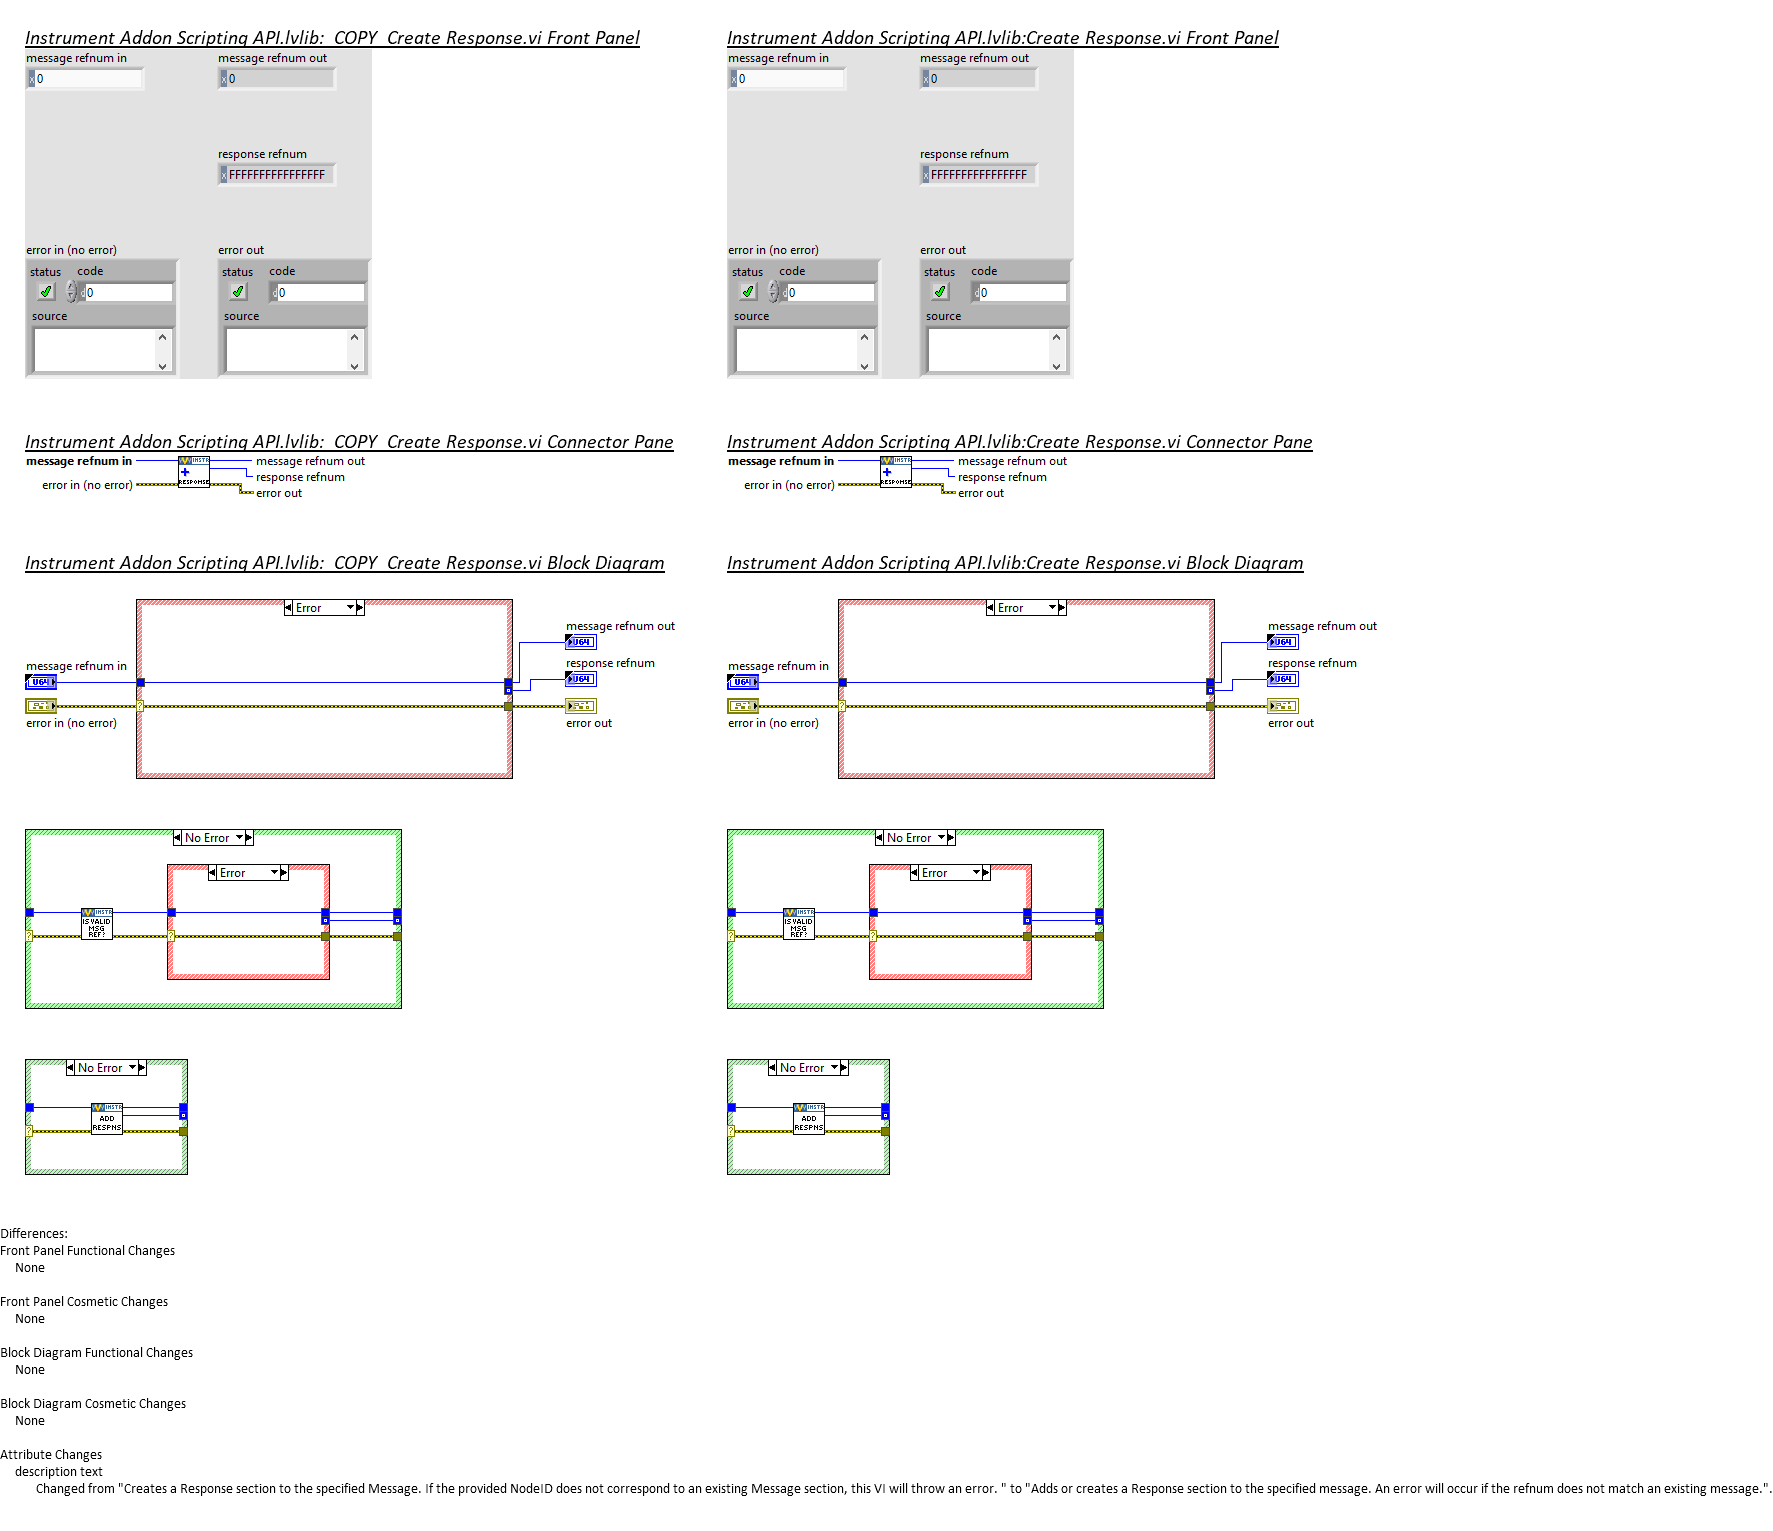 Instrument Addon Scripting API.lvlib:_COPY_Create Response.vi Front Panel
Instrument Addon Scripting API.lvlib:Create Response.vi Front Panel
message refnum in
message refnum out
message refnum in
message refnum out
x 0
x 0
x 0
x 0
response refnum
response refnum
x FFFFFFFFFFFFFFFF
x FFFFFFFFFFFFFFFF
error in (no error)
error out
error in (no error)
error out
status code
status code
status code
status code
d 0
d 0
d 0
d 0
source
source
source
source
Instrument Addon Scripting API.lvlib:_COPY_Create Response.vi Connector Pane
Instrument Addon Scripting API.lvlib:Create Response.vi Connector Pane
message refnum in
INSTR
message refnum out
message refnum in
INSTR
message refnum out
response refnum
response refnum
error in (no error)
RESPONSE
error in (no error)
RESPONSE
error out
error out
Instrument Addon Scripting API.lvlib:_COPY_Create Response.vi Block Diagram
Instrument Addon Scripting API.lvlib:Create Response.vi Block Diagram
Error
Error
message refnum out
message refnum out
U64
U64
message refnum in
response refnum
message refnum in
response refnum
U64
U64
U64
U64
?
?
error in (no error)
error out
error in (no error)
error out
No Error
No Error
Error
Error
INSTR
INSTR
IS VALID
MSG
REF?
IS VALID
MSG
REF?
? ?
? ?
No Error
No Error
INSTR
INSTR
ADD
RESPNS
ADD
RESPNS
?
?
Differences:
Front Panel Functional Changes
None
Front Panel Cosmetic Changes
None
Block Diagram Functional Changes
None
Block Diagram Cosmetic Changes
None
Attribute Changes
description text
Changed from "Creates a Response section to the specified Message. If the provided NodeID does not correspond to an existing Message section, this VI will throw an error. " to "Adds or creates a Response section to the specified message. An error will occur if the refnum does not match an existing message.".